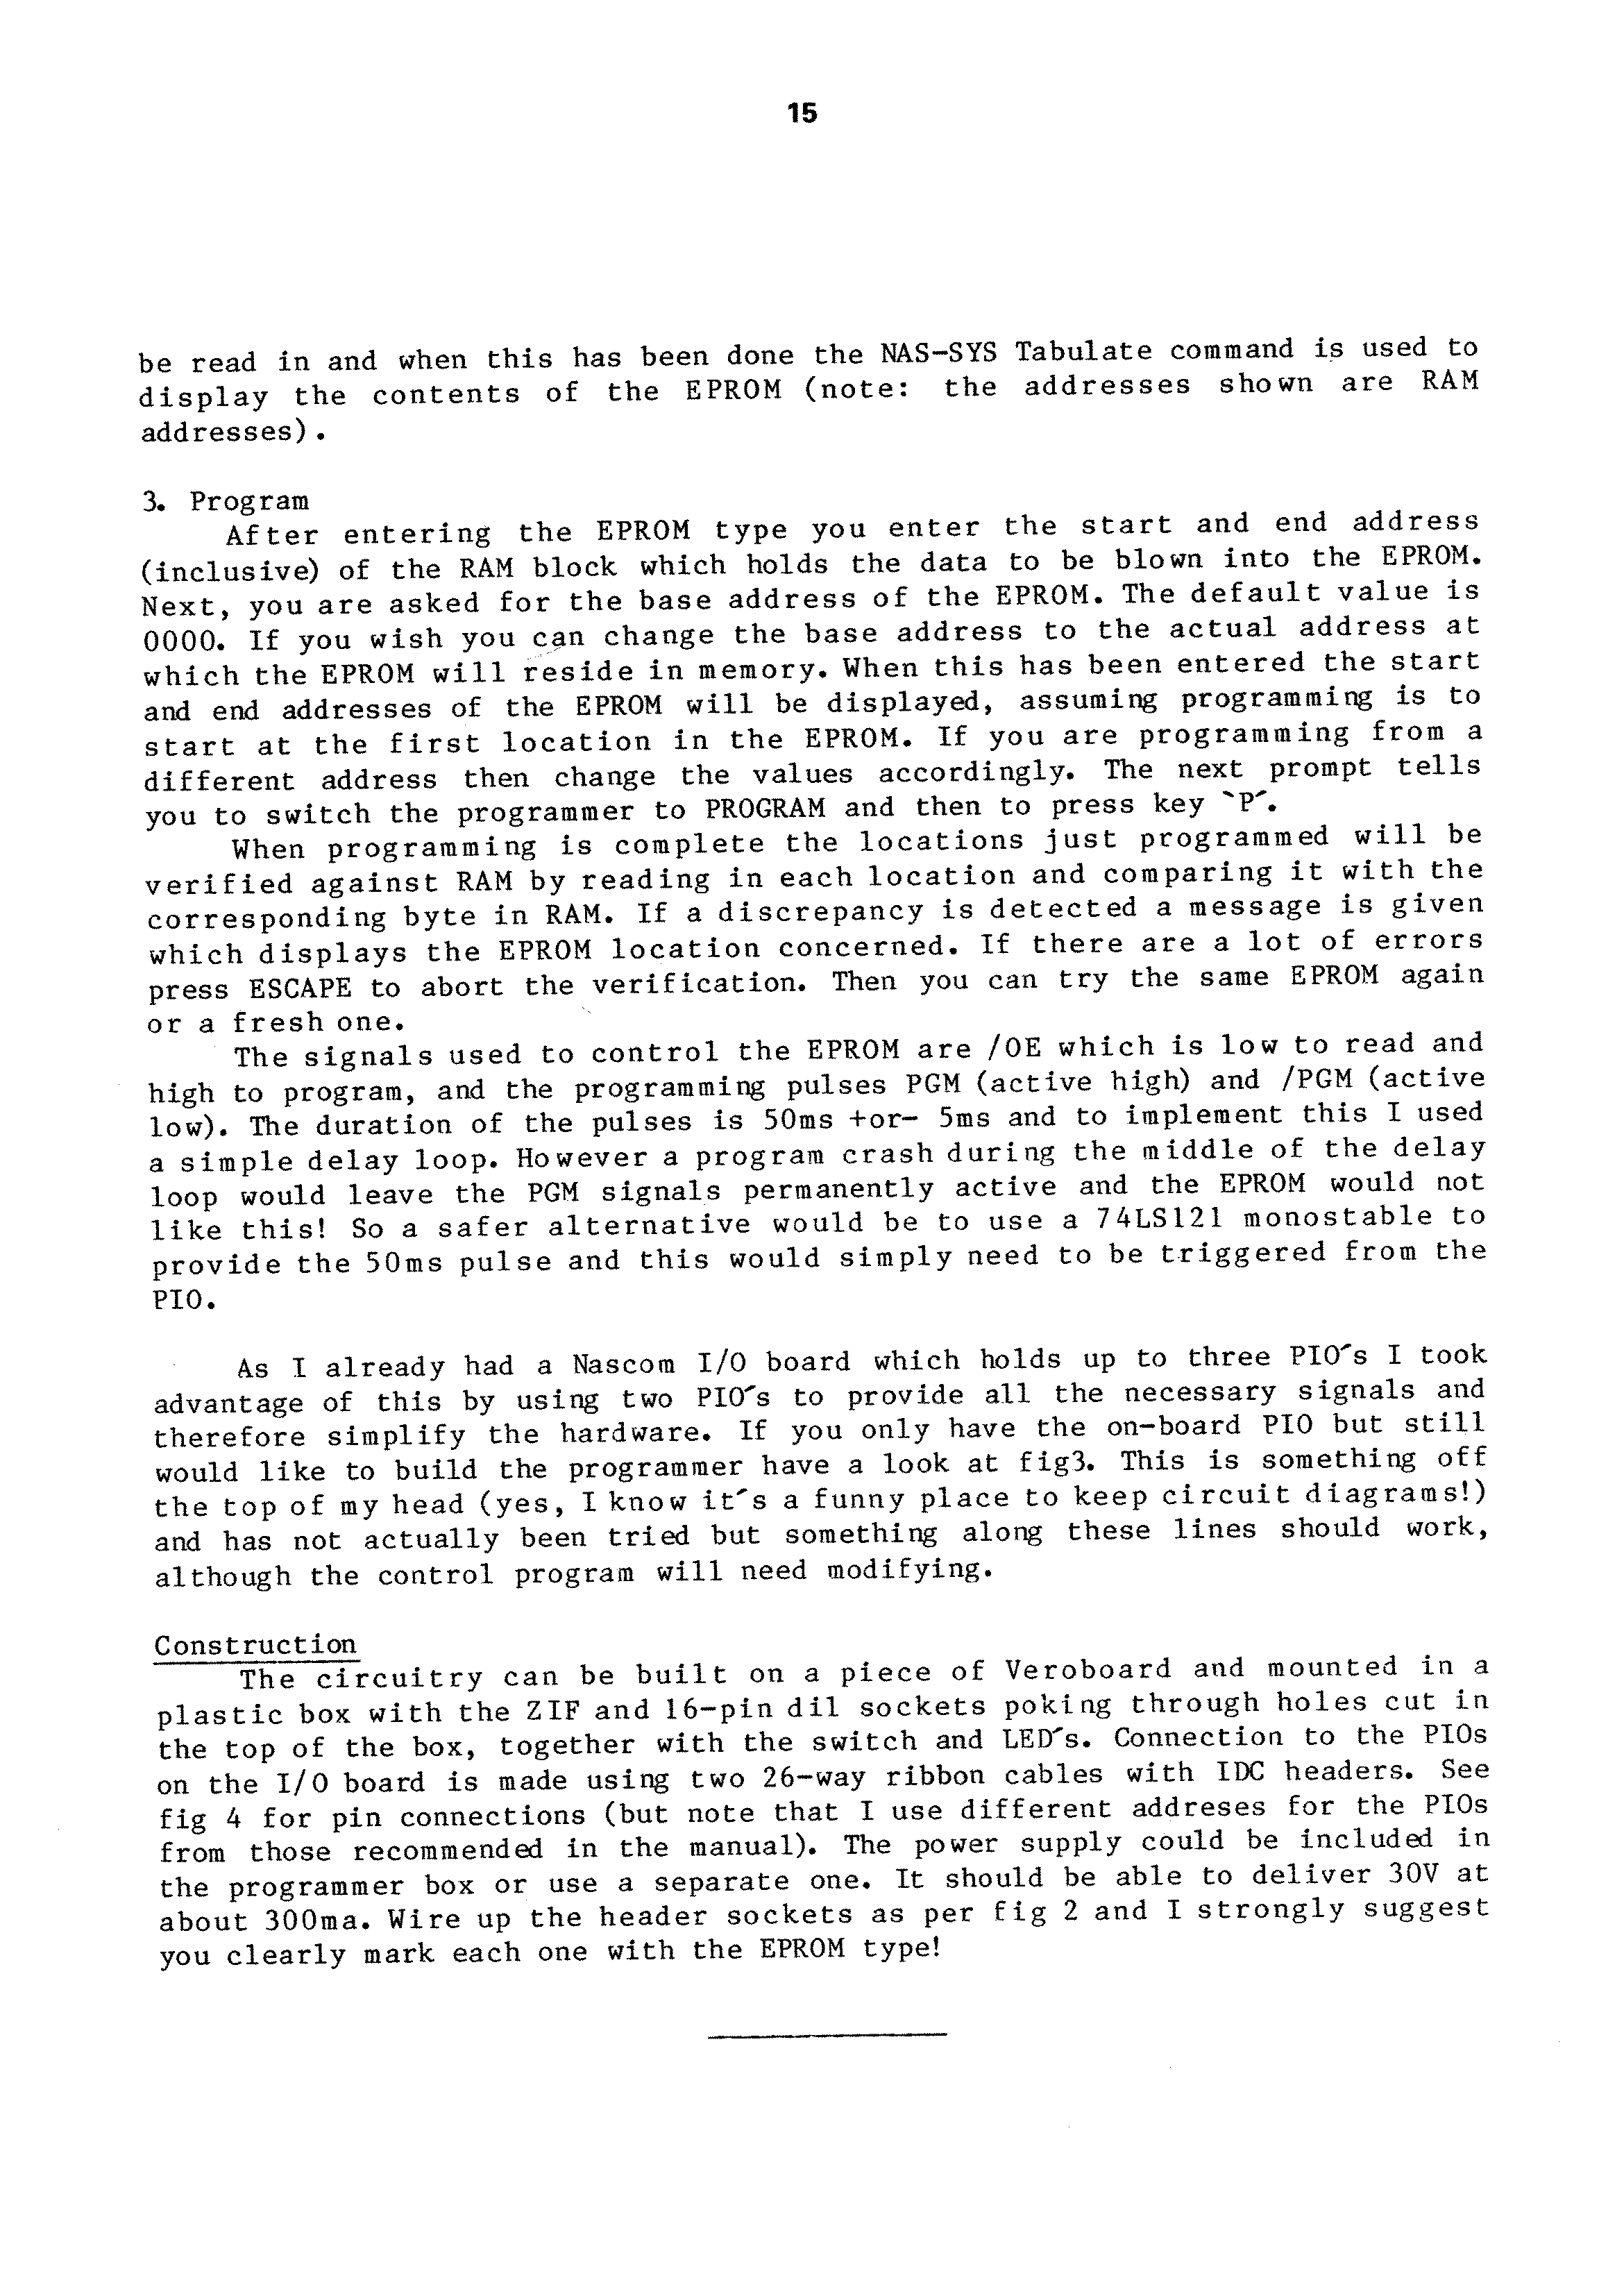 15
be read in and when this has been done the NAS-SYS Tabulate command is used to
display the contents of the EPROM (note: the addresses shown are RAM
addresses).
3. Program
After entering the EPROM type you enter the start and end address
(inclusive) of the RAM block which holds the data to be blown into the EPROM.
Next, you are asked for the base address of the EPROM. The default value is
0000. If you wish you can change the base address to the actual address at
which the EPROM will reside in memory. When this has been entered the start
and end addresses of the EPROM will be displayed, assuming programming is to
start at the first location in the EPROM. If you are programming from a
different address then change the values accordingly. The next prompt tells
you to switch the programmer to PROGRAM and then to press key `P´.
When programming is complete the locations just programmed will be
verified against RAM by reading in each location and comparing it with the
corresponding byte in RAM. If a discrepancy is detected a message is given
which displays the EPROM location concerned. If there are a lot of errors
press ESCAPE to abort the verification. Then you can try the same EPROM again
or a fresh one.
The signals used to control the EPROM are /OE which is low to read and
high to program, and the programming pulses PGM (active high) and /PGM (active
low). The duration of the pulses is 50ms +or- 5ms and to implement this I used
a simple delay loop. However a program crash during the middle of the delay
loop would leave the PGM signals permanently active and the EPROM would not
like this! So a safer alternative would be to use a 74LS121 monostable to
provide the 50ms pulse and this would simply need to be triggered from the
PIO.
As I already had a Nascom I/O board which holds up to three PIO´s I took
advantage of this by using two PIO´s to provide all the necessary signals and
therefore simplify the hardware. If you only have the on-board PIO but still
would like to build the programmer have a look at fig3. This is something off
the top of my head (yes, I know it´s a funny place to keep circuit diagrams!)
and has not actually been tried but something along these lines should work,
although the control program will need modifying.
Construction
The circuitry can be built on a piece of Veroboard and mounted in a
plastic box with the ZIF and 16-pin dil sockets poking through holes cut in
the top of the box, together with the switch and LED´s. Connection to the PIOs
on the I/O board is made using two 26-way ribbon cables with IDC headers. See
fig 4 for pin connections (but note that I use different addreses for the PIOs
from those recommended in the manual). The power supply could be included in
the programmer box or use a separate one. It should be able to deliver 30V at
about 300ma. Wire up the header sockets as per fig 2 and I strongly suggest
you clearly mark each one with the EPROM type!